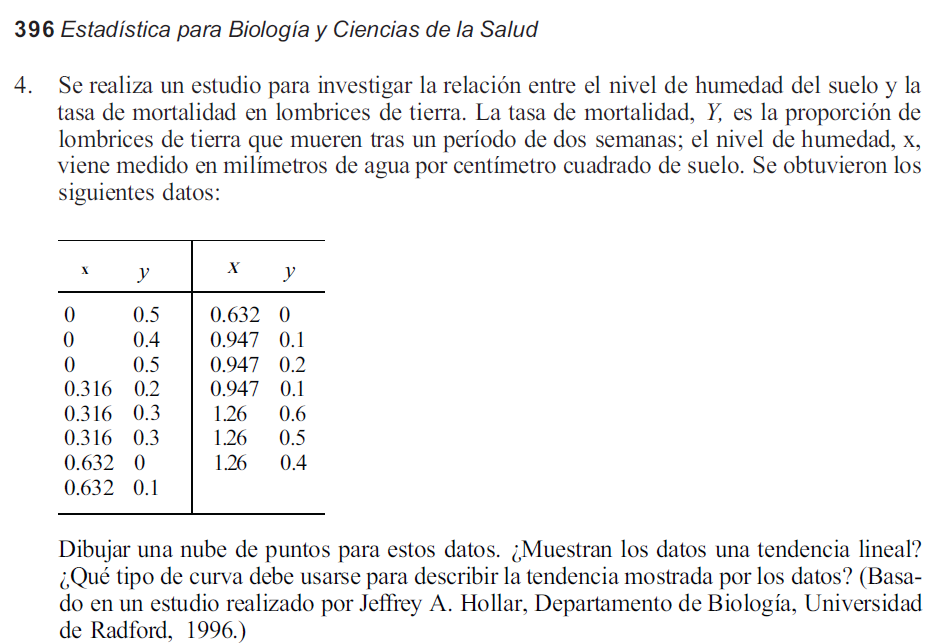 396 Estadística para Biología y Ciencias de la Salud
4. Se realiza un estudio para investigar la relación entre el nivel de humedad del suelo y la
tasa de mortalidad en lombrices de tierra. La tasa de mortalidad, Y, es la proporción de
lombrices de tierra que mueren tras un período de dos semanas; el nivel de humedad, x,
viene medido en milímetros de agua por centímetro cuadrado de suelo. Se obtuvieron los
siguientes datos:
x y X y
0 0.5 0.632 0
0 0.4 0.947 0.1
0 0.5 0.947 0.2
0.316 0.2 0.947 0.1
0.316 0.3 1.26 0.6
0.316 0.3 1.26 0.5
0.632 0 1.26 0.4
0.632 0.1
Dibujar una nube de puntos para estos datos. ¿Muestran los datos una tendencia lineal?
¿Qué tipo de curva debe usarse para describir la tendencia mostrada por los datos? (Basa-
do en un estudio realizado por Jeffrey A. Hollar, Departamento de Biología, Universidad
de Radford, 1996.)